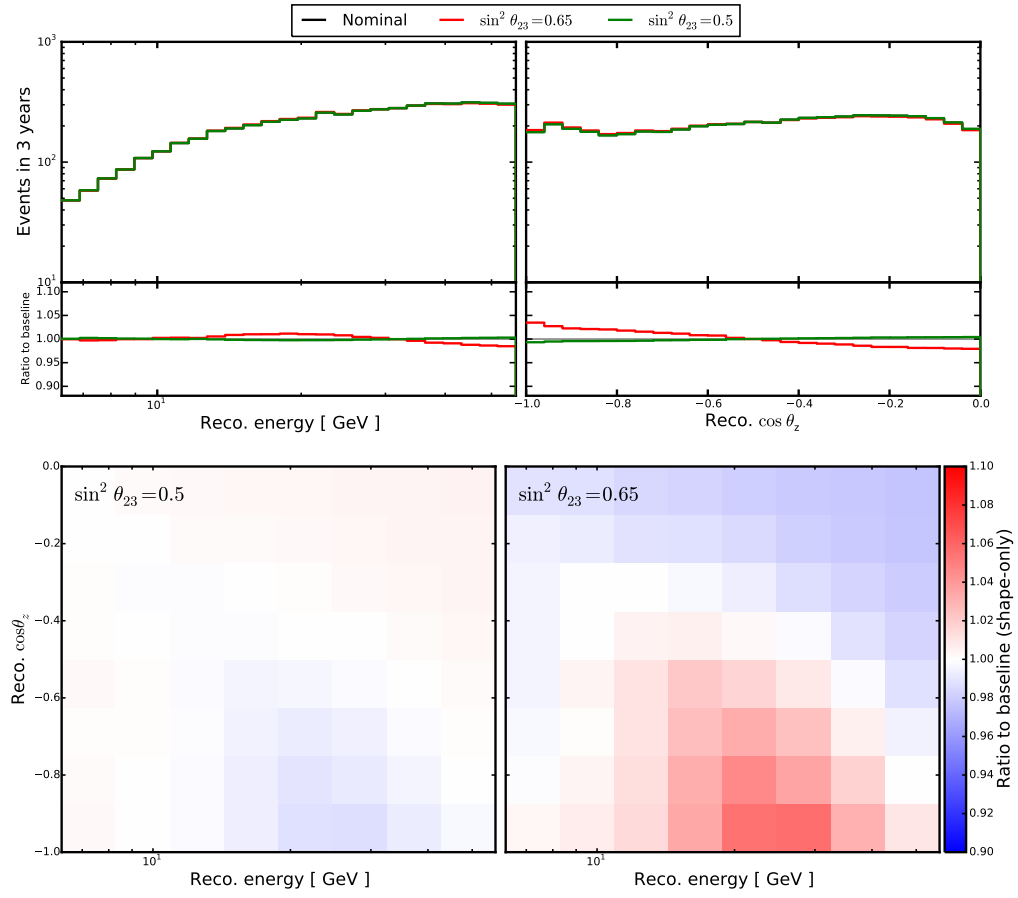 Nominal sin² θ₂₃=0.65 sin² θ₂₃=0.5
10³
10²
10¹
Events in 3 years
1.10
1.05
1.00
0.95
0.90
Ratio to baseline
10¹
Reco. energy [ GeV ]
−1.0 −0.8 −0.6 −0.4 −0.2 0.0
Reco. cos θ_z
0.0
−0.2
−0.4
−0.6
−0.8
−1.0
Reco. cosθ_z
sin² θ₂₃=0.5
10¹
Reco. energy [ GeV ]
sin² θ₂₃=0.65
10¹
Reco. energy [ GeV ]
1.10
1.08
1.06
1.04
1.02
1.00
0.98
0.96
0.94
0.92
0.90
Ratio to baseline (shape-only)